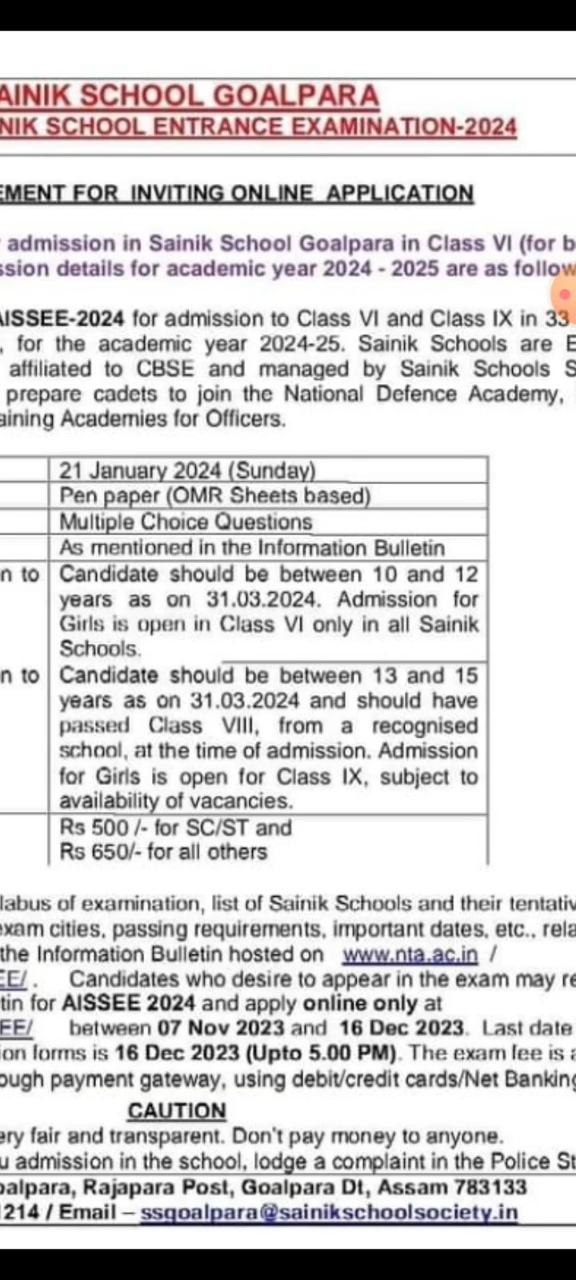 AINIK SCHOOL GOALPARA
NIK SCHOOL ENTRANCE EXAMINATION-2024
EMENT FOR INVITING ONLINE APPLICATION
admission in Sainik School Goalpara in Class VI (for b
ssion details for academic year 2024 - 2025 are as follow
AISSEE-2024 for admission to Class VI and Class IX in 33
, for the academic year 2024-25. Sainik Schools are E
affiliated to CBSE and managed by Sainik Schools S
prepare cadets to join the National Defence Academy,
aining Academies for Officers.
21 January 2024 (Sunday)
Pen paper (OMR Sheets based)
Multiple Choice Questions
As mentioned in the Information Bulletin
n to Candidate should be between 10 and 12
years as on 31.03.2024. Admission for
Girls is open in Class VI only in all Sainik
Schools.
n to Candidate should be between 13 and 15
years as on 31.03.2024 and should have
passed Class VIII, from a recognised
school, at the time of admission. Admission
for Girls is open for Class IX, subject to
availability of vacancies.
Rs 500 /- for SC/ST and
Rs 650/- for all others
labus of examination, list of Sainik Schools and their tentativ
exam cities, passing requirements, important dates, etc., rela
the Information Bulletin hosted on www.nta.ac.in /
EE/ . Candidates who desire to appear in the exam may re
tin for AISSEE 2024 and apply online only at
EE/ between 07 Nov 2023 and 16 Dec 2023. Last date
ion forms is 16 Dec 2023 (Upto 5.00 PM). The exam fee is a
ough payment gateway, using debit/credit cards/Net Banking
CAUTION
ery fair and transparent. Don't pay money to anyone.
u admission in the school, lodge a complaint in the Police St
oalpara, Rajapara Post, Goalpara Dt, Assam 783133
1214 / Email – ssgoalpara@sainikschoolsociety.in